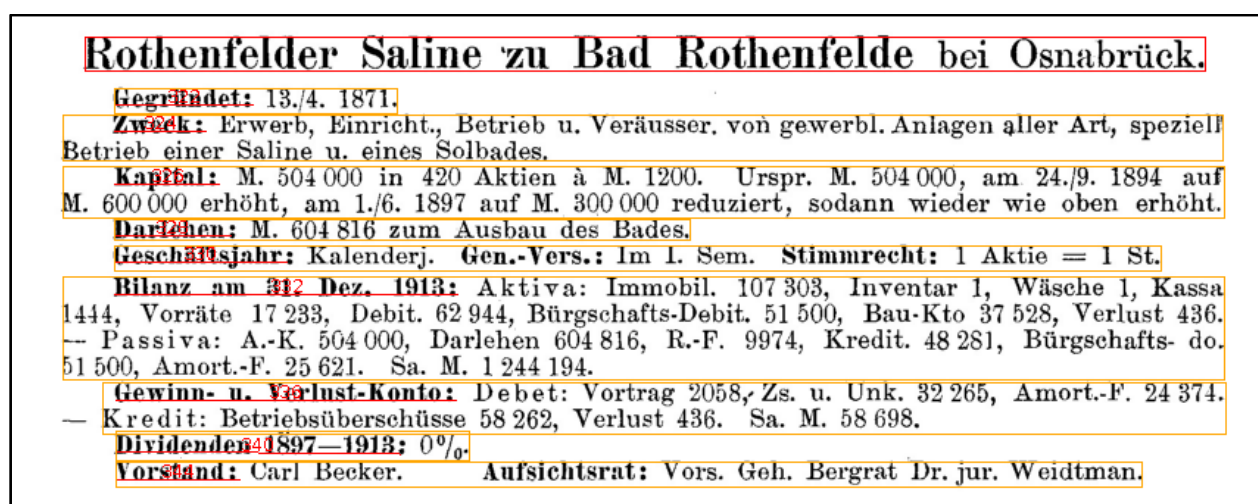 Rothenfelder Saline zu Bad Rothenfelde bei Osnabrück.
Gegründet: 13./4. 1871.
Zweck: Erwerb, Einricht., Betrieb u. Veräusser. von gewerbl. Anlagen aller Art, speziell
Betrieb einer Saline u. eines Solbades.
Kapital: M. 504 000 in 420 Aktien à M. 1200. Urspr. M. 504 000, am 24./9. 1894 auf
M. 600 000 erhöht, am 1./6. 1897 auf M. 300 000 reduziert, sodann wieder wie oben erhöht.
Darlehen: M. 604 816 zum Ausbau des Bades.
Geschäftsjahr: Kalenderj. Gen.-Vers.: Im I. Sem. Stimmrecht: 1 Aktie = 1 St.
Bilanz am 31. Dez. 1913: Aktiva: Immobil. 107 303, Inventar 1, Wäsche 1, Kassa
1444, Vorräte 17 233, Debit. 62 944, Bürgschafts-Debit. 51 500, Bau-Kto 37 528, Verlust 436.
— Passiva: A.-K. 504 000, Darlehen 604 816, R.-F. 9974, Kredit. 48 281, Bürgschafts- do.
51 500, Amort.-F. 25 621. Sa. M. 1 244 194.
Gewinn- u. Verlust-Konto: Debet: Vortrag 2058, Zs. u. Unk. 32 265, Amort.-F. 24 374.
— Kredit: Betriebsüberschüsse 58 262, Verlust 436. Sa. M. 58 698.
Dividenden 1897—1913: 0%.
Vorstand: Carl Becker. Aufsichtsrat: Vors. Geh. Bergrat Dr. jur. Weidtman.